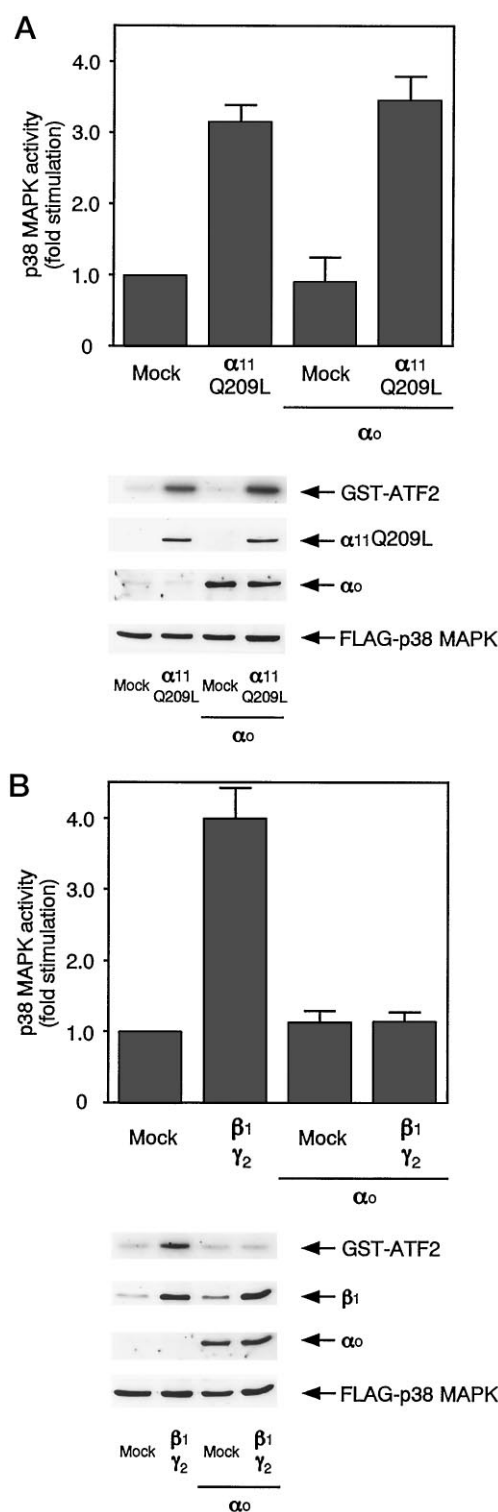 A
p38 MAPK activity
(fold stimulation)
4.0
3.0
2.0
1.0
0
Mock α11 Mock α11
Q209L Q209L
αo
GST-ATF2
α11Q209L
αo
FLAG-p38 MAPK
Mock α11 Mock α11
Q209L Q209L
αo
B
p38 MAPK activity
(fold stimulation)
4.0
3.0
2.0
1.0
0
Mock β1 Mock β1
γ2 γ2
αo
GST-ATF2
β1
αo
FLAG-p38 MAPK
Mock β1 Mock β1
γ2 γ2
αo